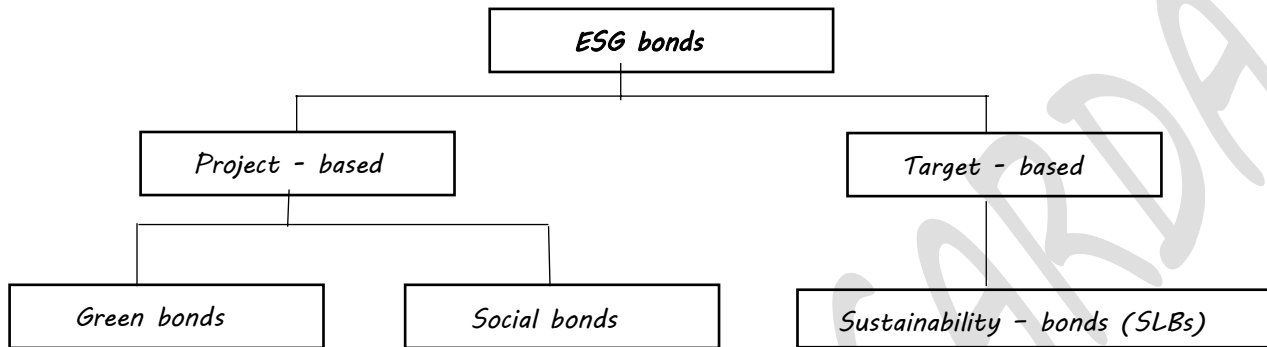 ESG bonds
Project - based
Target - based
Green bonds
Social bonds
Sustainability - bonds (SLBs)